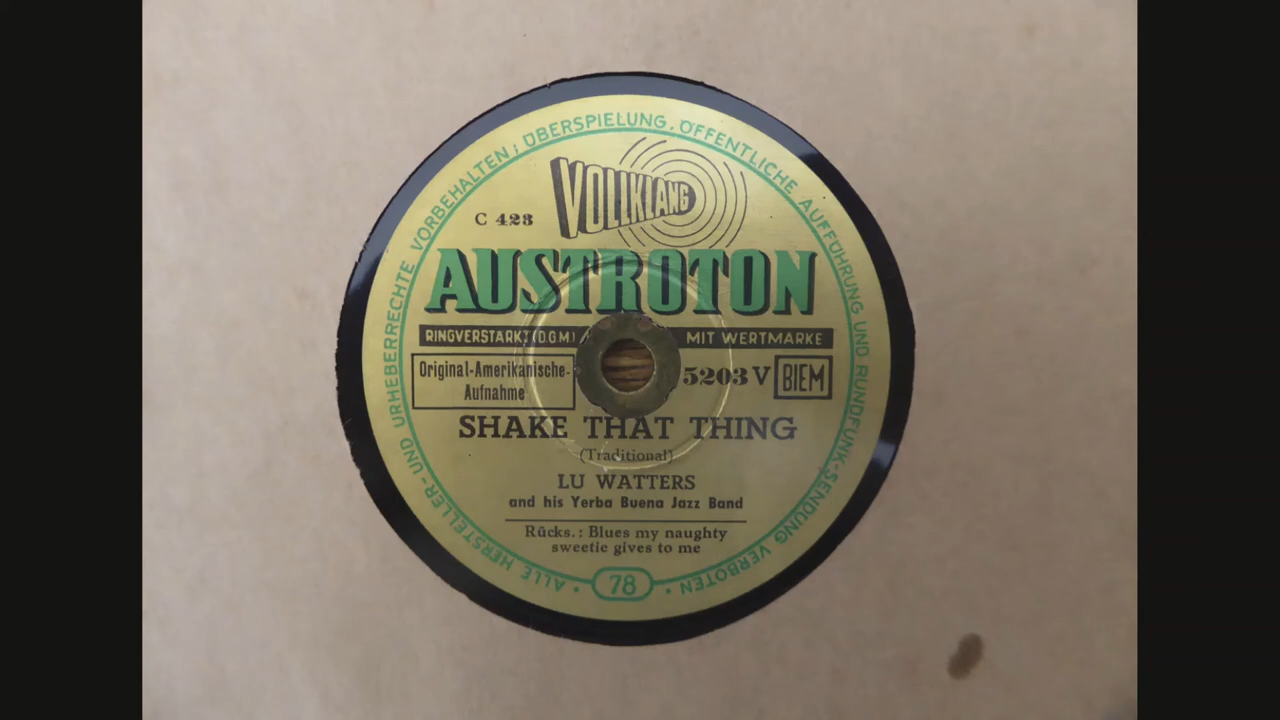 ALLE HERSTELLER- UND URHEBERRECHTE VORBEHALTEN; ÜBERSPIELUNG, ÖFFENTLICHE AUFFÜHRUNG UND RUNDFUNK-SENDUNG VERBOTEN
VOLLKLANG
C 423
AUSTROTON
RINGVERSTÄRKT (D.G.M.)
MIT WERTMARKE
Original-Amerikanische-
Aufnahme
5203 V
BIEM
SHAKE THAT THING
(Traditional)
LU WATTERS
and his Yerba Buena Jazz Band
Rücks.: Blues my naughty
sweetie gives to me
78